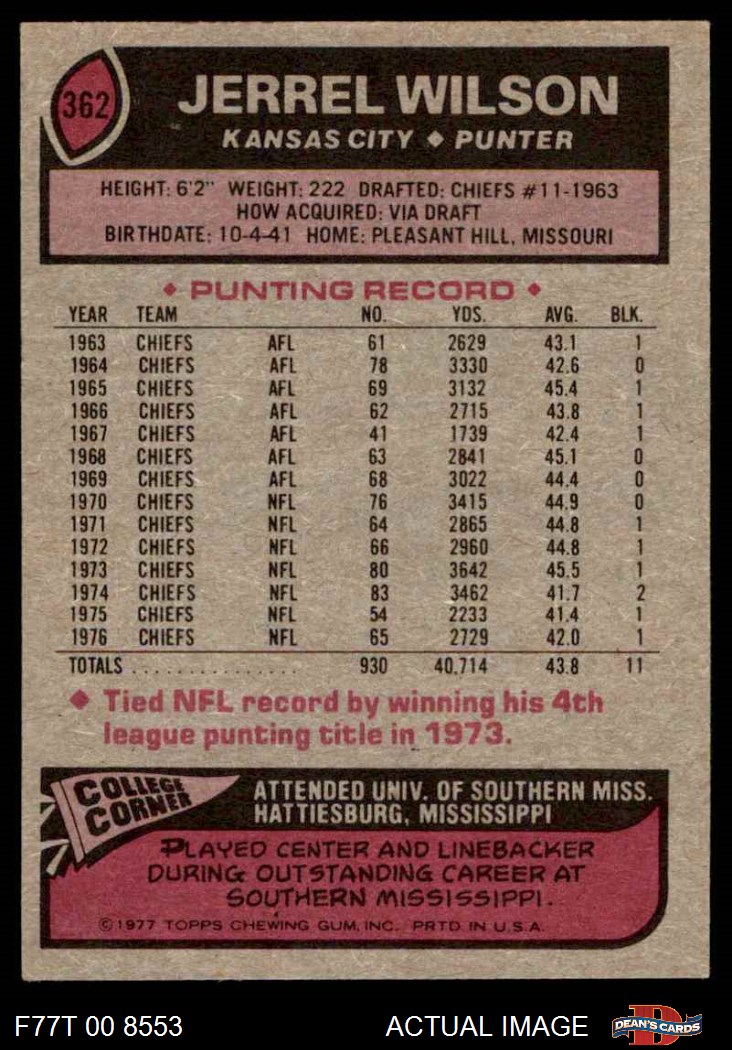 362
JERREL WILSON
KANSAS CITY ♦ PUNTER
HEIGHT: 6'2" WEIGHT: 222 DRAFTED: CHIEFS #11-1963
HOW ACQUIRED: VIA DRAFT
BIRTHDATE: 10-4-41 HOME: PLEASANT HILL, MISSOURI
♦ PUNTING RECORD ♦
YEAR TEAM NO. YDS. AVG. BLK.
1963 CHIEFS AFL 61 2629 43.1 1
1964 CHIEFS AFL 78 3330 42.6 0
1965 CHIEFS AFL 69 3132 45.4 1
1966 CHIEFS AFL 62 2715 43.8 1
1967 CHIEFS AFL 41 1739 42.4 1
1968 CHIEFS AFL 63 2841 45.1 0
1969 CHIEFS AFL 68 3022 44.4 0
1970 CHIEFS NFL 76 3415 44.9 0
1971 CHIEFS NFL 64 2865 44.8 1
1972 CHIEFS NFL 66 2960 44.8 1
1973 CHIEFS NFL 80 3642 45.5 1
1974 CHIEFS NFL 83 3462 41.7 2
1975 CHIEFS NFL 54 2233 41.4 1
1976 CHIEFS NFL 65 2729 42.0 1
TOTALS ................ 930 40,714 43.8 11
♦ Tied NFL record by winning his 4th
league punting title in 1973.
COLLEGE
CORNER
ATTENDED UNIV. OF SOUTHERN MISS.
HATTIESBURG, MISSISSIPPI
PLAYED CENTER AND LINEBACKER
DURING OUTSTANDING CAREER AT
SOUTHERN MISSISSIPPI.
©1977 TOPPS CHEWING GUM, INC. PRTD IN U.S.A.
F77T 00 8553 ACTUAL IMAGE
D
DEAN'S CARDS